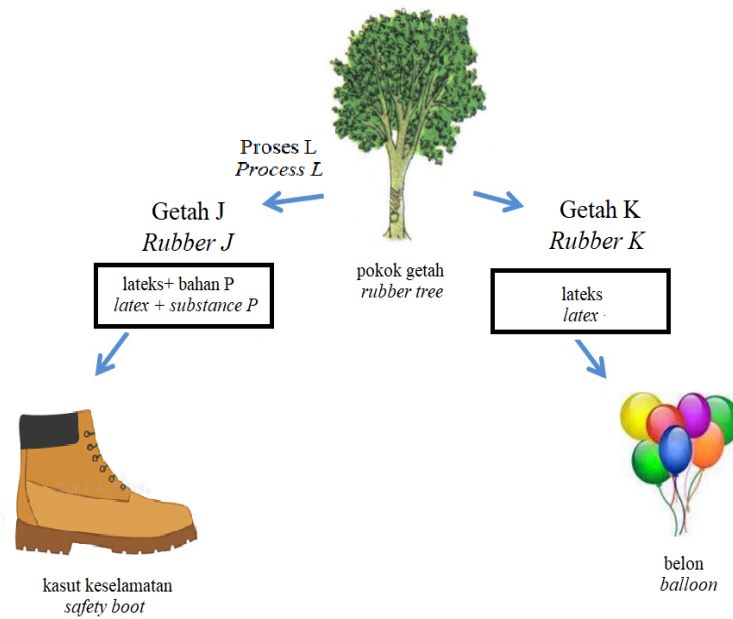 Proses L
Process L
Getah J
Rubber J
lateks+ bahan P
latex + substance P
pokok getah
rubber tree
Getah K
Rubber K
lateks
latex
kasut keselamatan
safety boot
belon
balloon